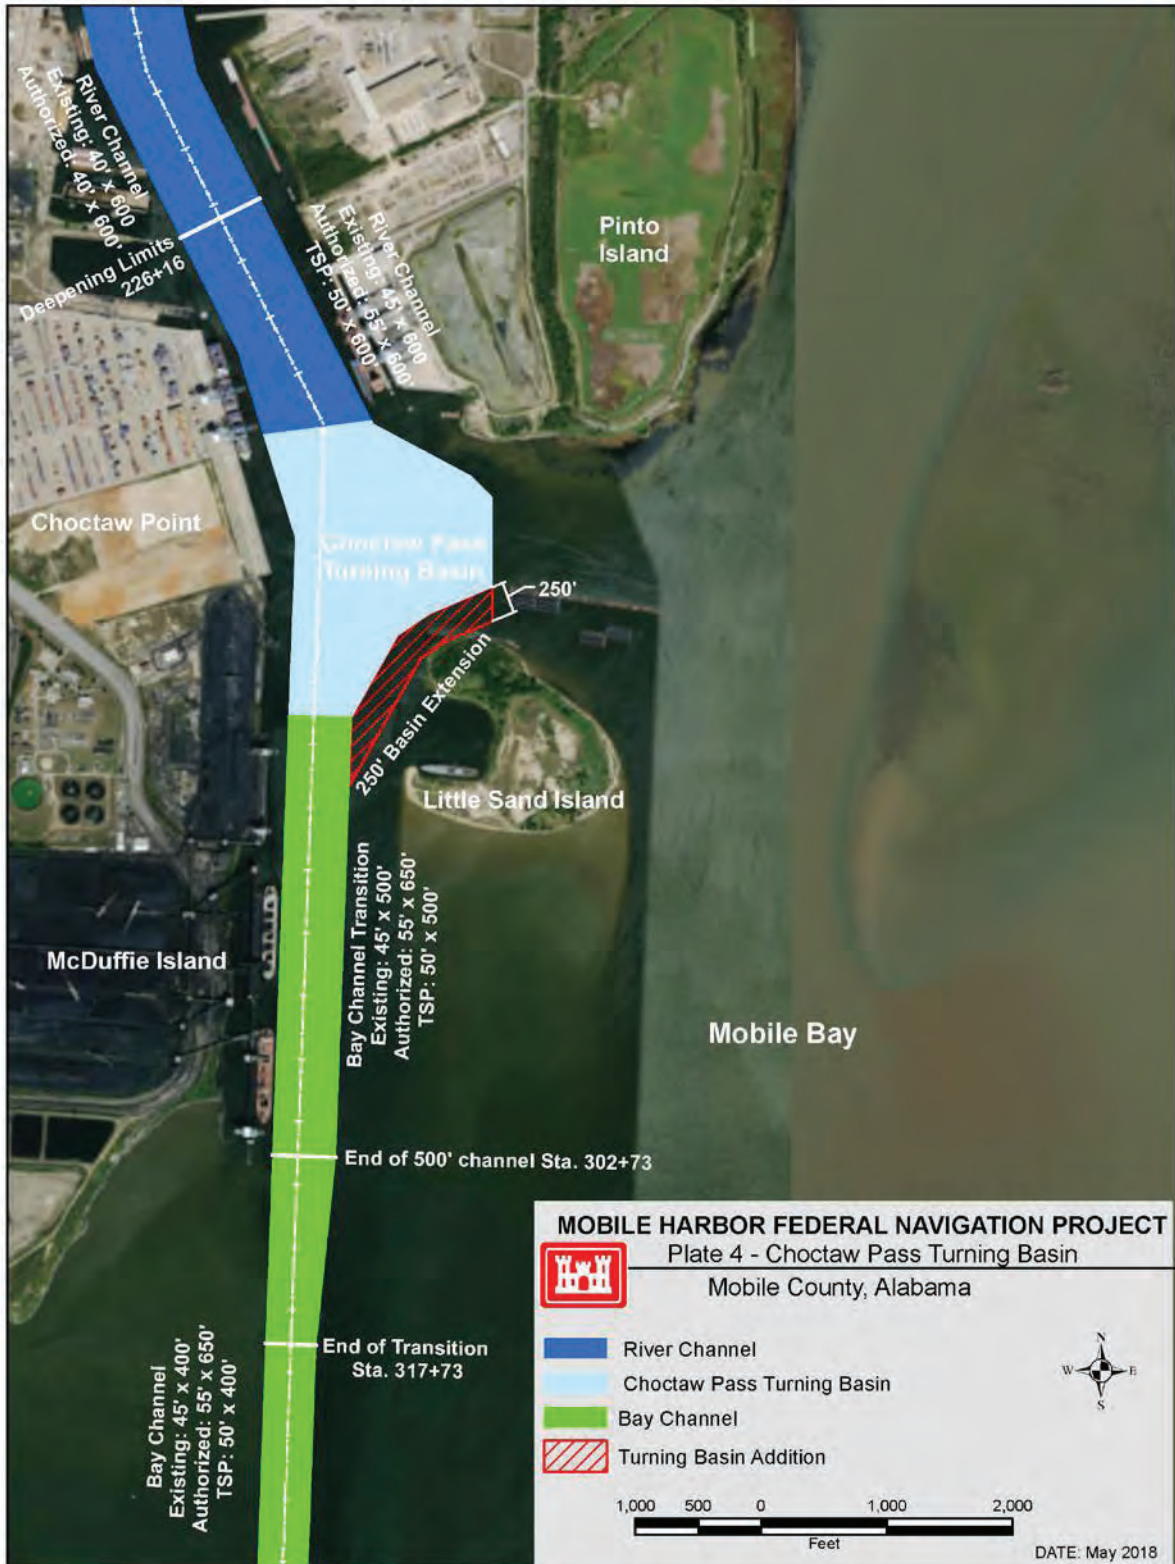 River Channel
Existing: 40' x 600
Authorized: 40' x 600'
Deepening Limits
226+16
River Channel
Existing: 45' x 600
Authorized: 55' x 600'
TSP: 50' x 600'
Pinto
Island
Choctaw Point
Choctaw Pass
Turning Basin
250'
250' Basin Extension
Little Sand Island
Bay Channel Transition
Existing: 45' x 500'
Authorized: 55' x 650'
TSP: 50' x 500'
McDuffie Island
Mobile Bay
End of 500' channel Sta. 302+73
End of Transition
Sta. 317+73
Bay Channel
Existing: 45' x 400'
Authorized: 55' x 650'
TSP: 50' x 400'
MOBILE HARBOR FEDERAL NAVIGATION PROJECT
Plate 4 - Choctaw Pass Turning Basin
Mobile County, Alabama
River Channel
Choctaw Pass Turning Basin
Bay Channel
Turning Basin Addition
N
W E
S
1,000 500 0 1,000 2,000
Feet
DATE: May 2018